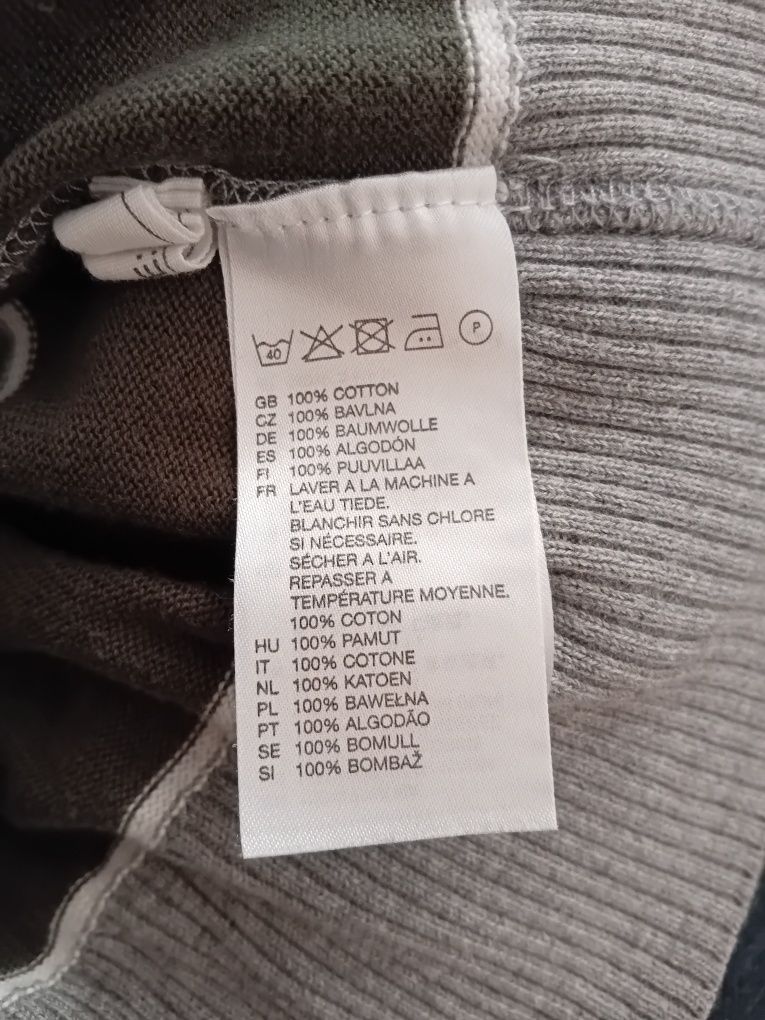 40 P
GB 100% COTTON
CZ 100% BAVLNA
DE 100% BAUMWOLLE
ES 100% ALGODÓN
FI 100% PUUVILLAA
FR LAVER A LA MACHINE A
L'EAU TIEDE.
BLANCHIR SANS CHLORE
SI NÉCESSAIRE.
SÉCHER A L'AIR.
REPASSER A
TEMPÉRATURE MOYENNE.
100% COTON
HU 100% PAMUT
IT 100% COTONE
NL 100% KATOEN
PL 100% BAWEŁNA
PT 100% ALGODÃO
SE 100% BOMULL
SI 100% BOMBAŽ